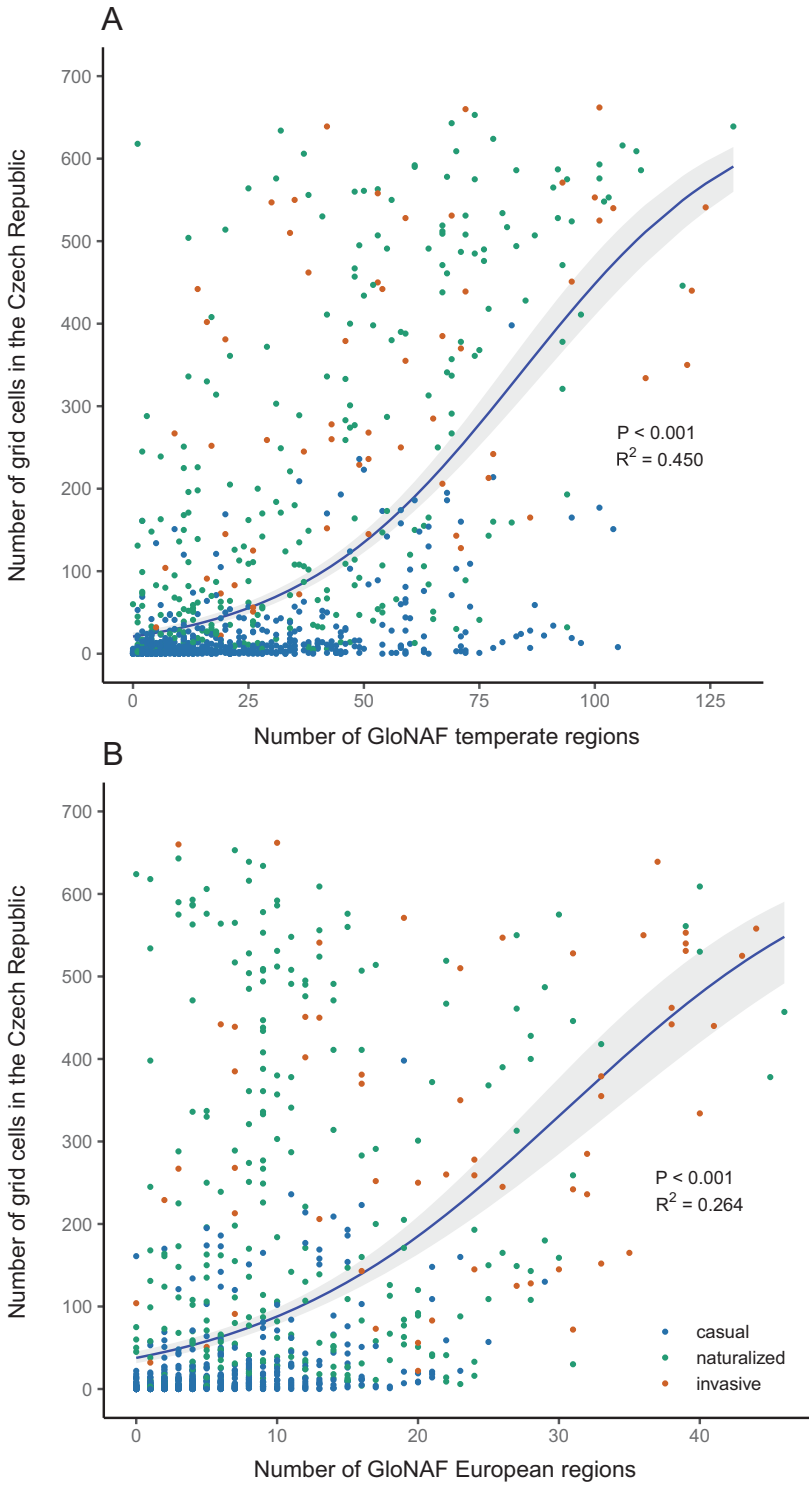 A
Number of grid cells in the Czech Republic
700
600
500
400
300
200
100
0
P < 0.001
R² = 0.450
0 25 50 75 100 125
Number of GloNAF temperate regions
B
Number of grid cells in the Czech Republic
700
600
500
400
300
200
100
0
P < 0.001
R² = 0.264
casual
naturalized
invasive
0 10 20 30 40
Number of GloNAF European regions